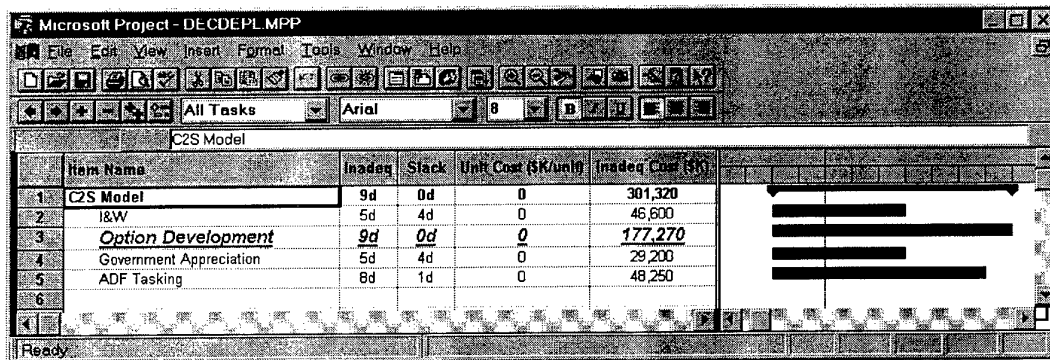 Microsoft Project - DECDEPL.MPP
File Edit View Insert Format Tools Window Help
All Tasks Arial 8 B I U
C2S Model
Item Name Inadeq Slack Unit Cost ($K/unit) Inadeq Cost ($K)
1 C2S Model 9d 0d 0 301,320
2 I&W 5d 4d 0 46,600
3 Option Development 9d 0d 0 177,270
4 Government Appreciation 5d 4d 0 29,200
5 ADF Tasking 8d 1d 0 48,250
6
Ready